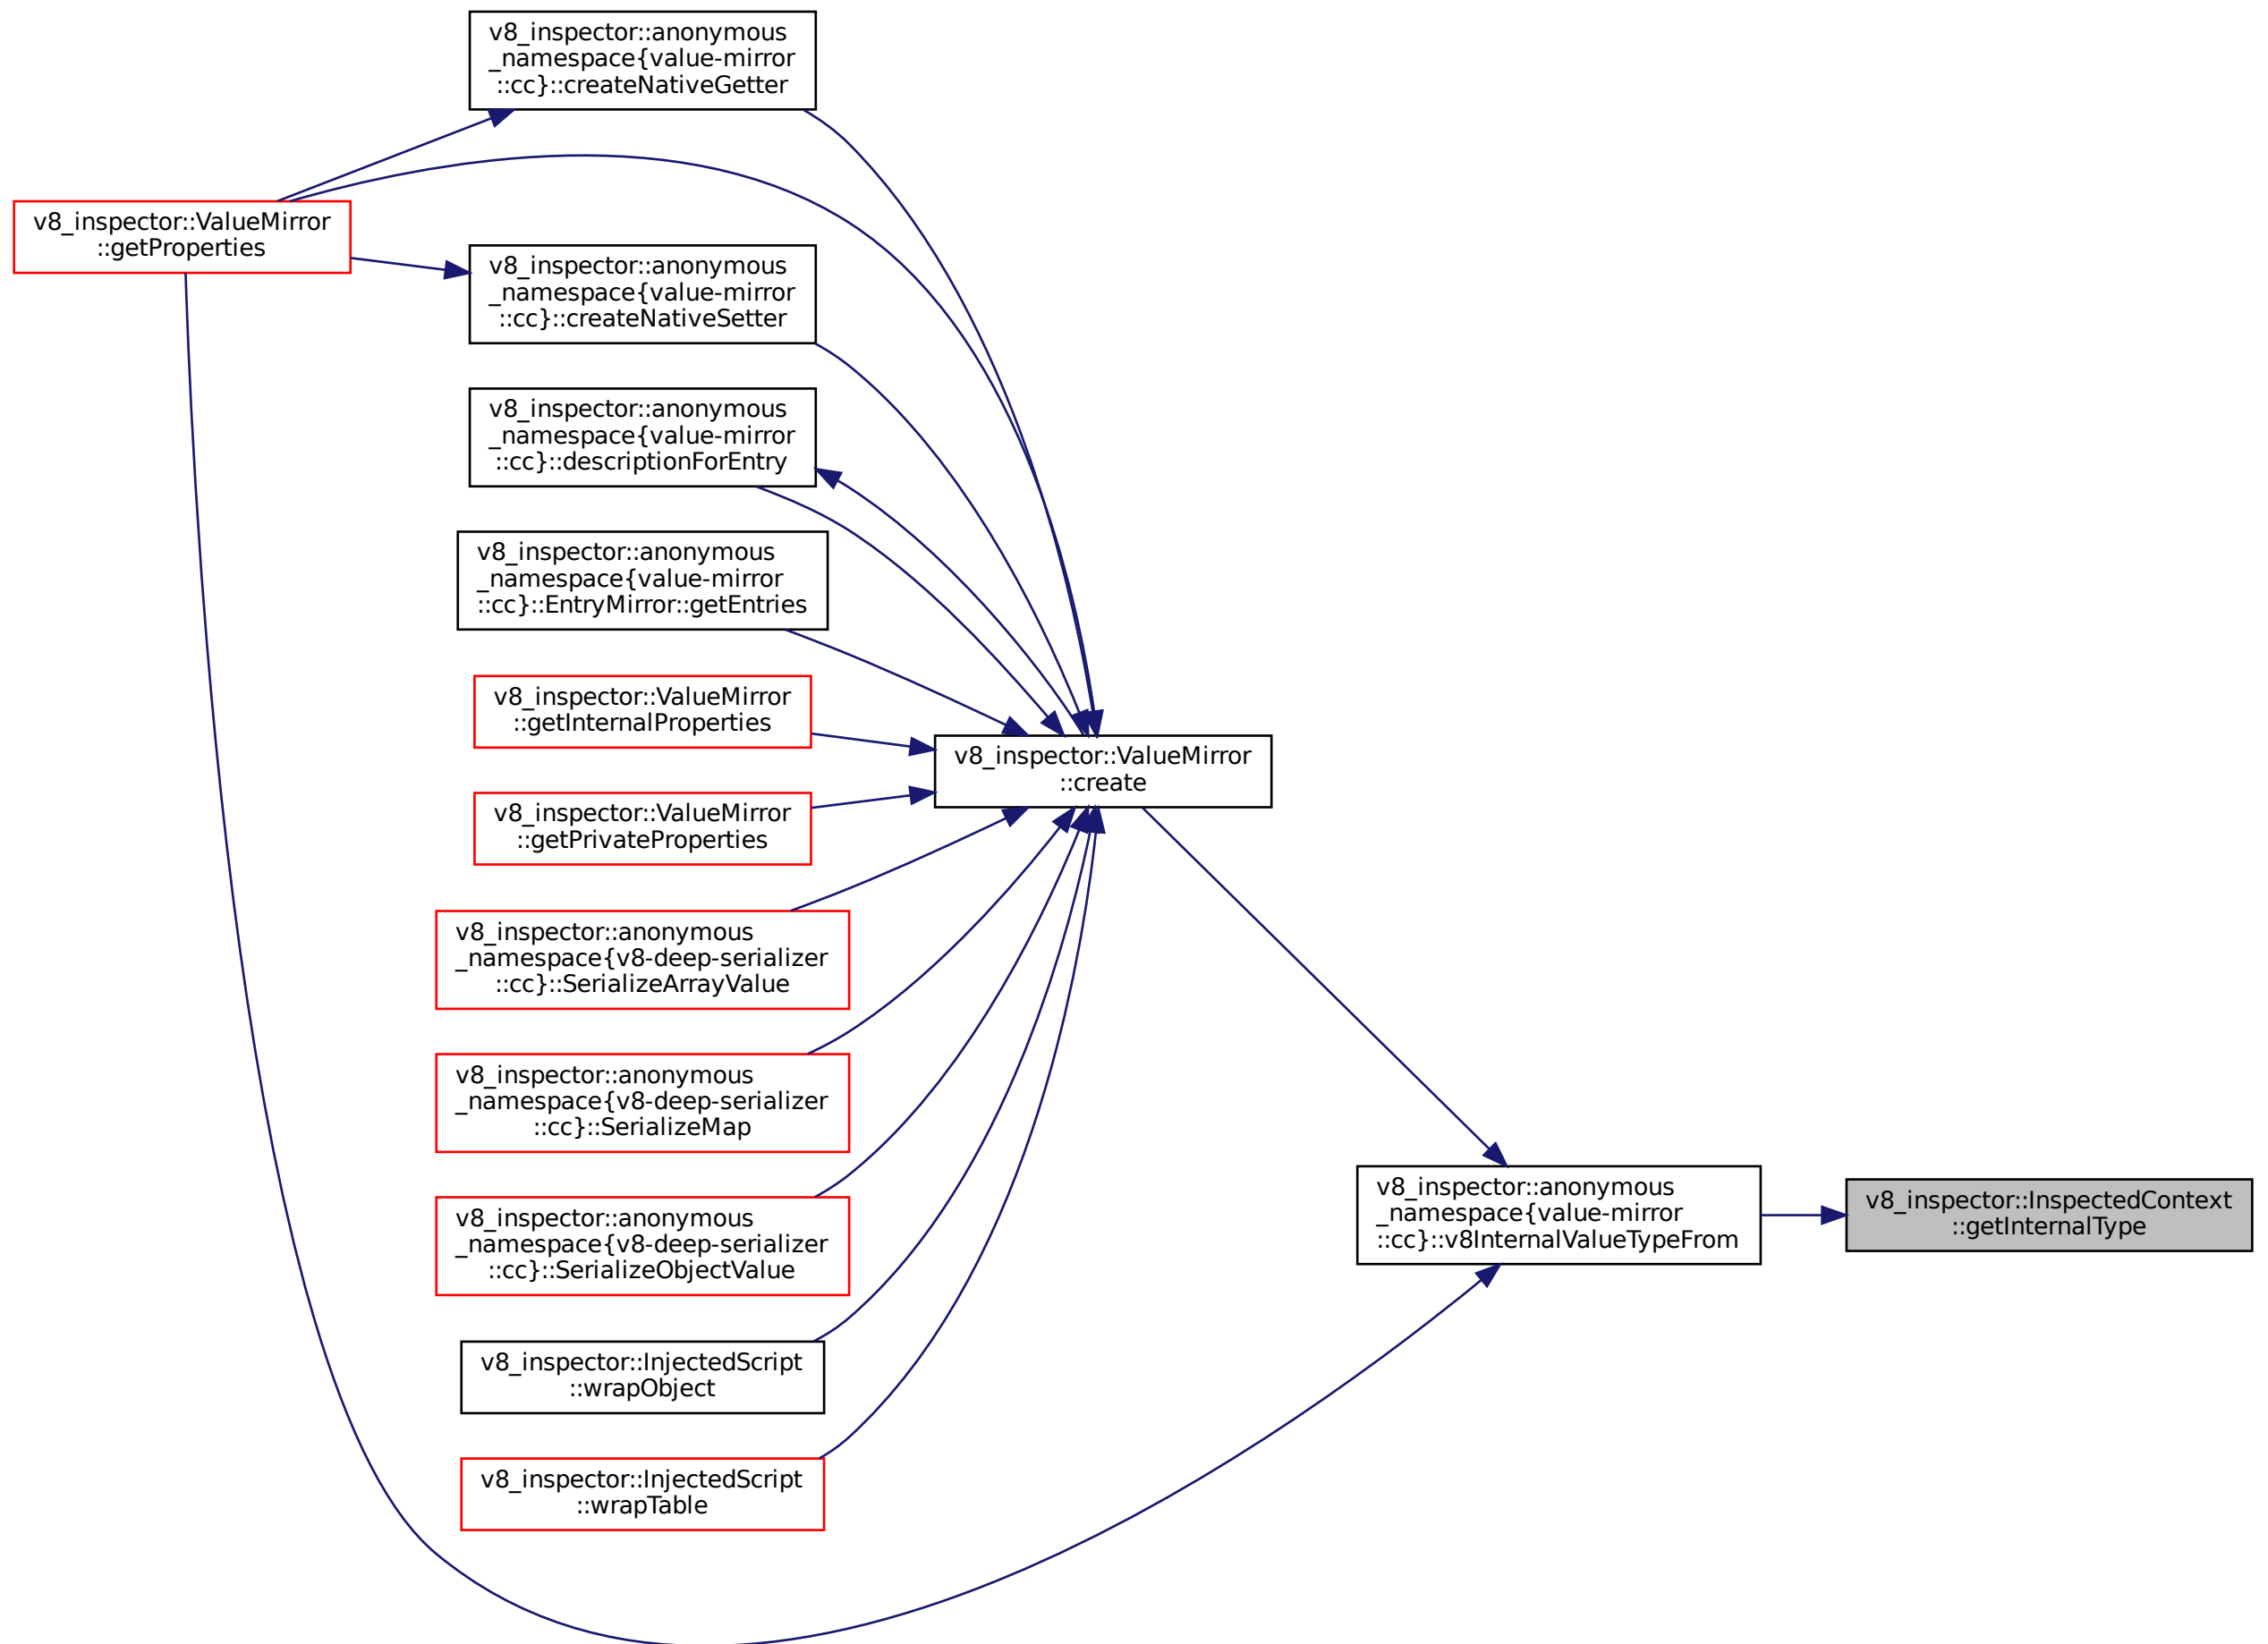 v8_inspector::anonymous
_namespace{value-mirror
::cc}::createNativeGetter
v8_inspector::ValueMirror
::getProperties
v8_inspector::anonymous
_namespace{value-mirror
::cc}::createNativeSetter
v8_inspector::anonymous
_namespace{value-mirror
::cc}::descriptionForEntry
v8_inspector::anonymous
_namespace{value-mirror
::cc}::EntryMirror::getEntries
v8_inspector::ValueMirror
::getInternalProperties
v8_inspector::ValueMirror
::create
v8_inspector::ValueMirror
::getPrivateProperties
v8_inspector::anonymous
_namespace{v8-deep-serializer
::cc}::SerializeArrayValue
v8_inspector::anonymous
_namespace{v8-deep-serializer
::cc}::SerializeMap
v8_inspector::anonymous
_namespace{value-mirror
::cc}::v8InternalValueTypeFrom
v8_inspector::InspectedContext
::getInternalType
v8_inspector::anonymous
_namespace{v8-deep-serializer
::cc}::SerializeObjectValue
v8_inspector::InjectedScript
::wrapObject
v8_inspector::InjectedScript
::wrapTable